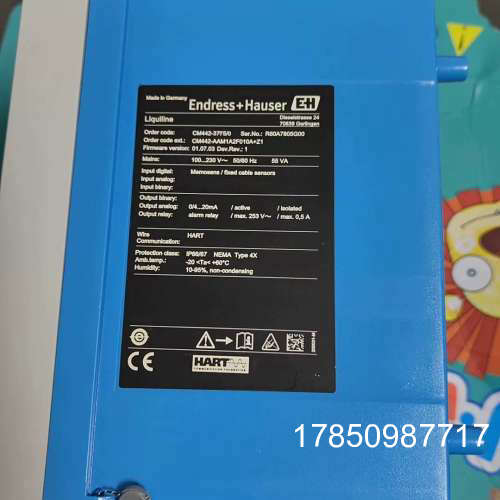 Made in Germany
Endress+Hauser EH
Liquiline
Dieselstrasse 24
70839 Gerlingen
Order code: CM442-37F5/0 Ser.No.: R80A7805G00
Order code ext.: CM442-AAM1A2F010A+Z1
Firmware version: 01.07.03 Dev.Rev.: 1
Mains: 100...230 V~ 50/60 Hz 55 VA
Input digital: Memosens / fixed cable sensors
Input analog:
Input binary:
Output binary:
Output analog: 0/4...20mA / active / isolated
Output relay: alarm relay / max. 253 V~ / max. 0,5 A
Wire
Communication: HART
Protection class: IP66/67 NEMA Type 4X
Amb.temp.: -20 <Ta< +60°C
Humidity: 10-95%, non-condensing
CE
HART
COMMUNICATION FOUNDATION
17850987717